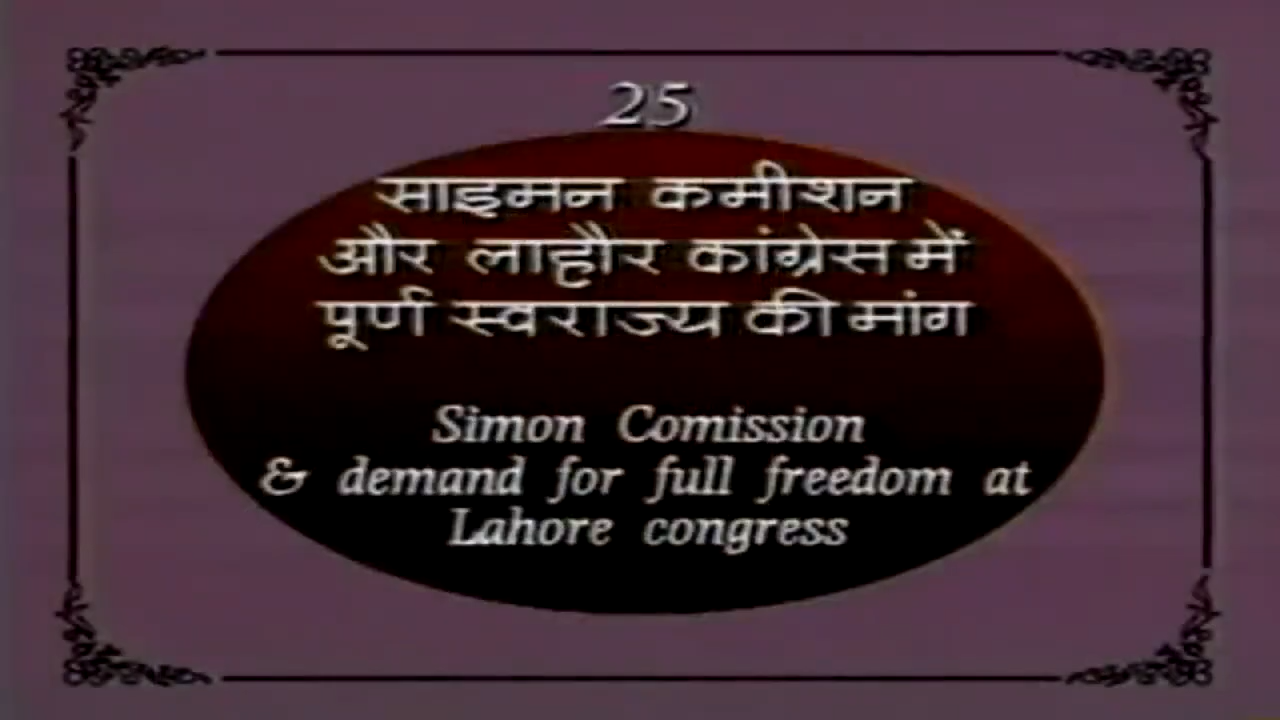 25
साइमन कमीशन
और लाहौर कांग्रेस में
पूर्ण स्वराज्य की मांग
Simon Comission
& demand for full freedom at
Lahore congress